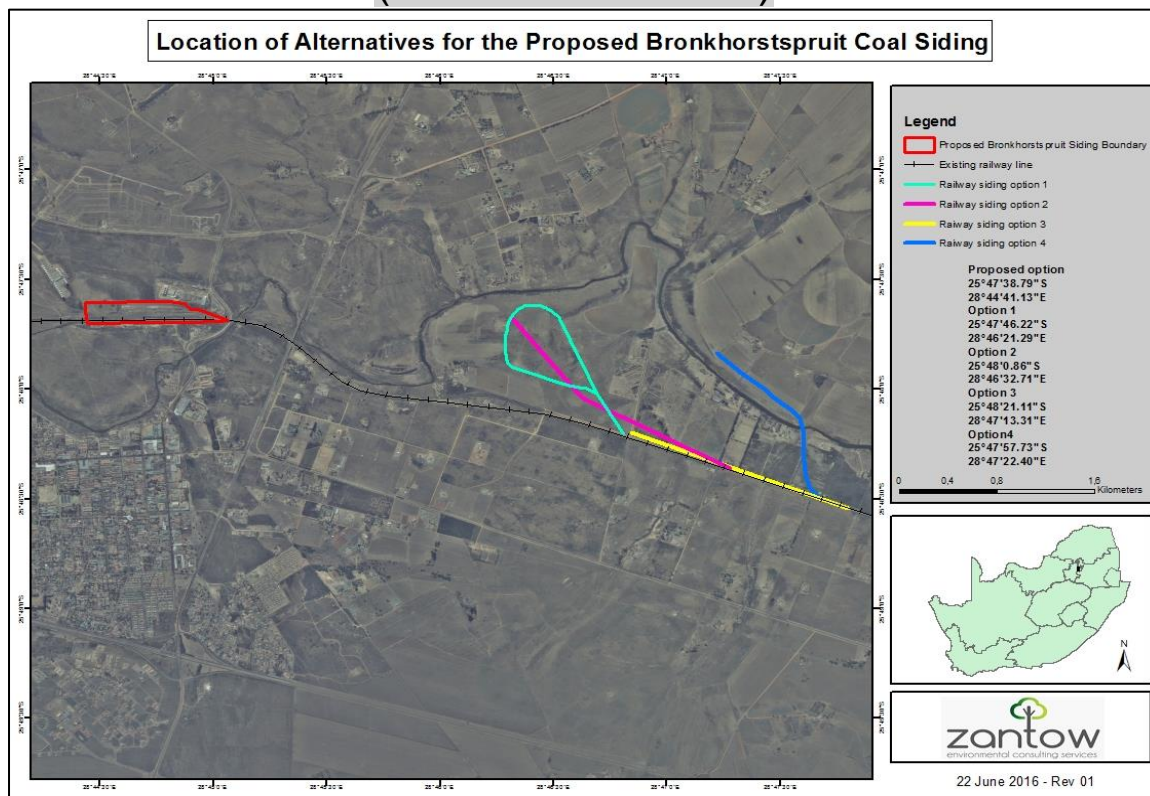 Location of Alternatives for the Proposed Bronkhorstspruit Coal Siding
Legend
Proposed Bronkhorstspruit Siding Boundary
Existing railway line
Railway siding option 1
Railway siding option 2
Railway siding option 3
Railway siding option 4
Proposed option
25°47'38.79"S
28°44'41.13"E
Option 1
25°47'46.22"S
28°46'21.29"E
Option 2
25°48'0.86"S
28°46'32.71"E
Option 3
25°48'21.11"S
28°47'13.31"E
Option4
25°47'57.73"S
28°47'22.40"E
0 0,4 0,8 1,6
Kilometers
N
zantow
environmental consulting services
22 June 2016 - Rev 01